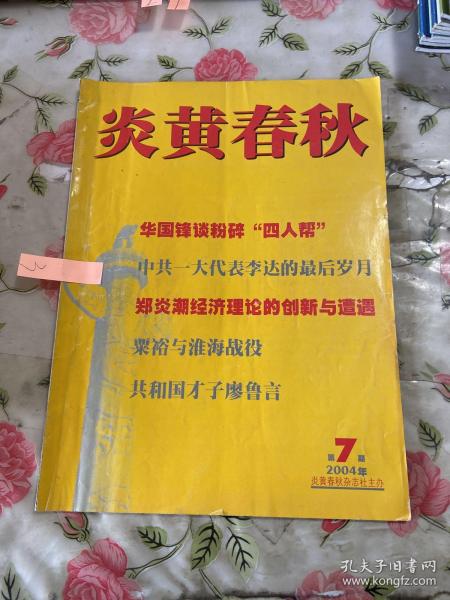 炎黄春秋
华国锋谈粉碎“四人帮”
中共一大代表李达的最后岁月
郑炎潮经济理论的创新与遭遇
粟裕与淮海战役
共和国才子廖鲁言
第7期
2004年
炎黄春秋杂志社主办
孔夫子旧书网
www.kongfz.com